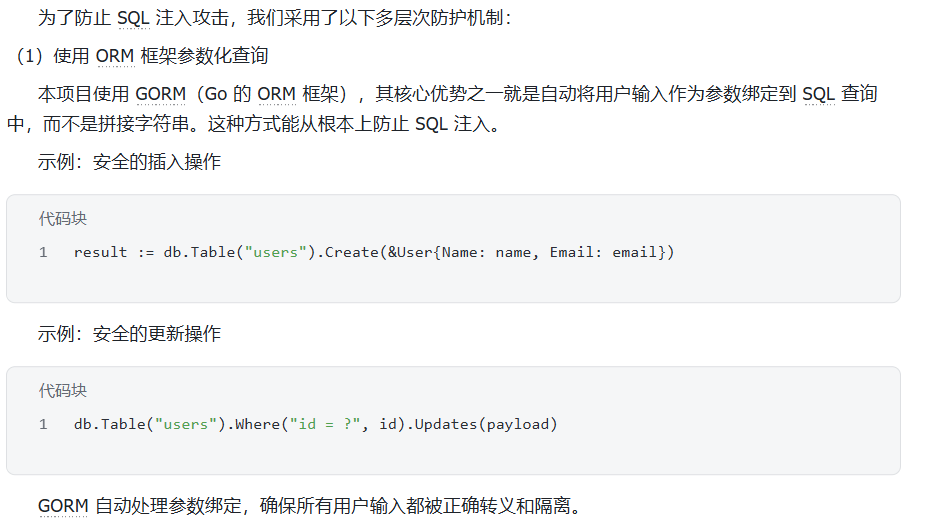 为了防止 SQL 注入攻击，我们采用了以下多层次防护机制：
（1）使用 ORM 框架参数化查询
本项目使用 GORM（Go 的 ORM 框架），其核心优势之一就是自动将用户输入作为参数绑定到 SQL 查询
中，而不是拼接字符串。这种方式能从根本上防止 SQL 注入。
示例：安全的插入操作
代码块
1 result := db.Table("users").Create(&User{Name: name, Email: email})
示例：安全的更新操作
代码块
1 db.Table("users").Where("id = ?", id).Updates(payload)
GORM 自动处理参数绑定，确保所有用户输入都被正确转义和隔离。